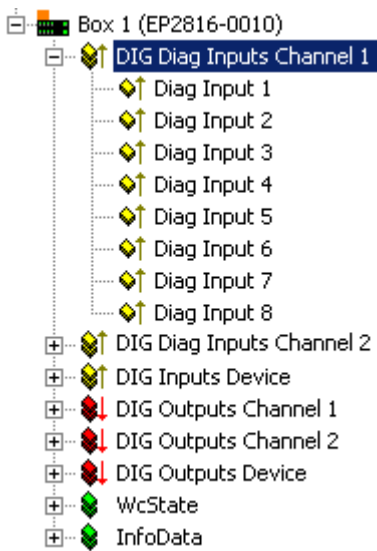 Box 1 (EP2816-0010)
DIG Diag Inputs Channel 1
Diag Input 1
Diag Input 2
Diag Input 3
Diag Input 4
Diag Input 5
Diag Input 6
Diag Input 7
Diag Input 8
DIG Diag Inputs Channel 2
DIG Inputs Device
DIG Outputs Channel 1
DIG Outputs Channel 2
DIG Outputs Device
WcState
InfoData